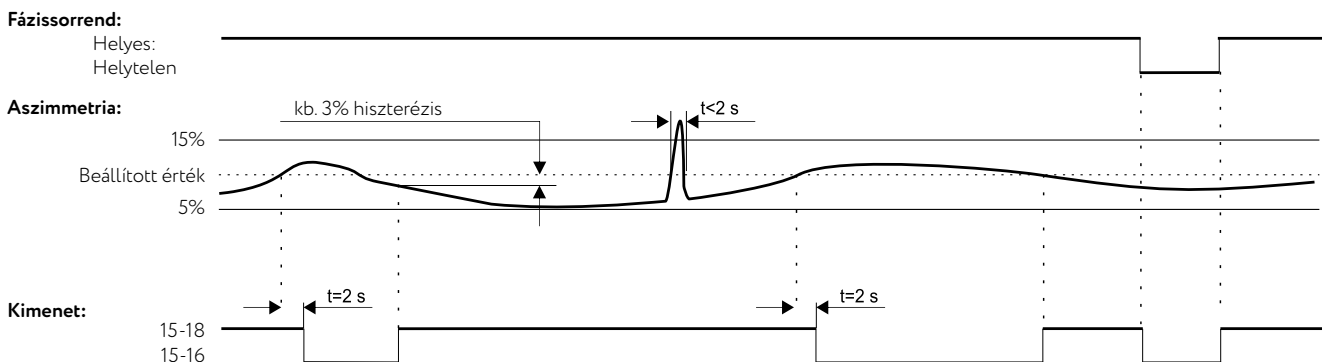 Fázissorrend:
Helyes:
Helytelen
Aszimmetria:
kb. 3% hiszterézis
t<2 s
15%
Beállított érték
5%
t=2 s
t=2 s
Kimenet:
15-18
15-16